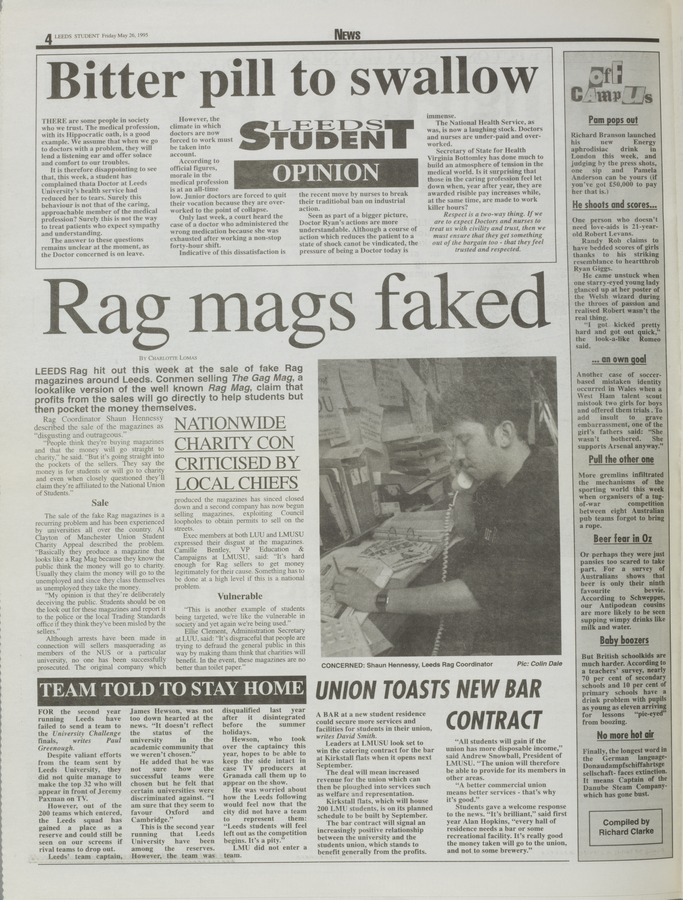 4 LEEDS STUDENT Friday May 26, 1995
NEWS
Bitter pill to swallow
THERE are some people in society
who we trust. The medical profession,
with its Hippocratic oath, is a good
example. We assume that when we go
to doctors with a problem, they will
lend a listening ear and offer solace
and comfort to our troubles.
It is therefore disappointing to see
that, this week, a student has
complained thata Doctor at Leeds
University's health service had
reduced her to tears. Surely this
behaviour is not that of the caring,
approachable member of the medical
profession? Surely this is not the way
to treat patients who expect sympathy
and understanding.
The answer to these questions
remains unclear at the moment, as
the Doctor concerned is on leave.
However, the
climate in which
doctors are now
forced to work must
be taken into
account.
According to
official figures,
morale in the
medical profession
is at an all-time
low. Junior doctors are forced to quit
their vocation because they are over-
worked to the point of collapse.
Only last week, a court heard the
case of a doctor who administered the
wrong medication because she was
exhausted after working a non-stop
forty-hour shift.
Indicative of this dissatisfaction is
LEEDS
STUDENT
OPINION
the recent move by nurses to break
their traditiobal ban on industrial
action.
Seen as part of a bigger picture,
Doctor Ryan's actions are more
understandable. Although a course of
action which reduces the patient to a
state of shock canot be vindicated, the
pressure of being a Doctor today is
immense.
The National Health Service, as
was, is now a laughing stock. Doctors
and nurses are under-paid and over-
worked.
Secretary of State for Health
Virginia Bottomley has done much to
build an atmosphere of tension in the
medical world. Is it surprising that
those in the caring profession feel let
down when, year after year, they are
awarded risible pay increases while,
at the same time, are made to work
killer hours?
Respect is a two-way thing. If we
are to expect Doctors and nurses to
treat us with civility and trust, then we
must ensure that they get something
out of the bargain too - that they feel
trusted and respected.
Rag mags faked
BY CHARLOTTE LOMAS
LEEDS Rag hit out this week at the sale of fake Rag
magazines around Leeds. Conmen selling The Gag Mag, a
lookalike version of the well known Rag Mag, claim that
profits from the sales will go directly to help students but
then pocket the money themselves.
Rag Coordinator Shaun Hennessy
described the sale of the magazines as
"disgusting and outrageous."
"People think they're buying magazines
and that the money will go straight to
charity," he said. "But it's going straight into
the pockets of the sellers. They say the
money is for students or will go to charity
and even when closely questioned they'll
claim they're affiliated to the National Union
of Students."
Sale
The sale of the fake Rag magazines is a
recurring problem and has been experienced
by universities all over the country. Al
Clayton of Manchester Union Student
Charity Appeal described the problem.
"Basically they produce a magazine that
looks like a Rag Mag because they know the
public think the money will go to charity.
Usually they claim the money will go to the
unemployed and since they class themselves
as unemployed they take the money.
"My opinion is that they're deliberately
deceiving the public. Students should be on
the look out for these magazines and report it
to the police or the local Trading Standards
office if they think they've been misled by the
sellers."
Although arrests have been made in
connection will sellers masquerading as
members of the NUS or a particular
university, no one has been successfully
prosecuted. The original company which
NATIONWIDE
CHARITY CON
CRITICISED BY
LOCAL CHIEFS
produced the magazines has sinced closed
down and a second company has now begun
selling magazines, exploiting Council
loopholes to obtain permits to sell on the
streets.
Exec members at both LUU and LMUSU
expressed their disgust at the magazines.
Camille Bentley, VP Education &
Campaigns at LMUSU, said: "It's hard
enough for Rag sellers to get money
legitimately for their cause. Something has to
be done at a high level if this is a national
problem.
Vulnerable
"This is another example of students
being targeted, we're like the vulnerable in
society and yet again we're being used."
Ellie Clement, Administration Secretary
at LUU, said: "It's disgraceful that people are
trying to defraud the general public in this
way by making them think that charities will
benefit. In the event, these magazines are no
better than toilet paper."
CONCERNED: Shaun Hennessy, Leeds Rag Coordinator
Pic: Colin Dale
TEAM TOLD TO STAY HOME
FOR the second year
running Leeds have
failed to send a team to
the University Challenge
finals, writes Paul
Greenough.
Despite valiant efforts
from the team sent by
Leeds University, they
did not quite manage to
make the top 32 who will
appear in front of Jeremy
Paxman on TV.
However, out of the
200 teams which entered,
the Leeds squad has
gained a place as a
reserve and could still be
seen on our screens if
rival teams to drop out.
Leeds' team captain,
James Hewson, was not
too down hearted at the
news. "It doesn't reflect
the status of the
university in the
academic community that
we weren't chosen."
He added that he was
not sure how the
successful teams were
chosen but he felt that
certain universities were
discriminated against. "I
am sure that they seem to
favour Oxford and
Cambridge."
This is the second year
running that Leeds
University have been
among the reserves.
However, the team was
disqualified last year
after it disintegrated
before the summer
holidays.
Hewson, who took
over the captaincy this
year, hopes to be able to
keep the side intact in
case TV producers at
Granada call them up to
appear on the show.
He was worried about
how the Leeds following
would feel now that the
city did not have a team
to represent them:
"Leeds students will feel
left out as the competition
begins. It's a pity."
LMU did not enter a
team.
UNION TOASTS NEW BAR
CONTRACT
A BAR at a new student residence
could secure more services and
facilities for students in their union,
writes David Smith.
Leaders at LMUSU look set to
win the catering contract for the bar
at Kirkstall flats when it opens next
September.
The deal will mean increased
revenue for the union which can
then be ploughed into services such
as welfare and representation.
Kirkstall flats, which will house
200 LMU students, is on its planned
schedule to be built by September.
The bar contract will signal an
increasingly positive relationship
between the university and the
students union, which stands to
benefit generally from the profits.
"All students will gain if the
union has more disposable income,"
said Andrew Snowball, President of
LMUSU. "The union will therefore
be able to provide for its members in
other areas.
"A better commercial union
means better services - that's why
it's good."
Students gave a welcome response
to the news. "It's brilliant," said first
year Alan Hopkins, "every hall of
residence needs a bar or some
recreational facility. It's really good
the money taken will go to the union,
and not to some brewery."
Off
CAmpUs
Pam pops out
Richard Branson launched
his new Energy
aphrodisiac drink in
London this week, and
judging by the press shots,
one sip and Pamela
Anderson can be yours (if
you've got £50,000 to pay
her that is.)
He shoots and scores...
One person who doesn't
need love-aids is 21-year-
old Robert Levans.
Randy Rob claims to
have bedded scores of girls
thanks to his striking
resemblance to heartthrob
Ryan Giggs.
He came unstuck when
one starry-eyed young lady
glanced up at her poster of
the Welsh wizard during
the throes of passion and
realised Robert wasn't the
real thing.
"I got kicked pretty
hard and got out quick,"
the look-a-like Romeo
said.
... an own goal
Another case of soccer-
based mistaken identity
occurred in Wales when a
West Ham talent scout
mistook two girls for boys
and offered them trials. To
add insult to grave
embarrassment, one of the
girl's fathers said: "She
wasn't bothered. She
supports Arsenal anyway."
Pull the other one
More gremlins infiltrated
the mechanisms of the
sporting world this week
when organisers of a tug-
of-war competition
between eight Australian
pub teams forgot to bring
a rope.
Beer fear in Oz
Or perhaps they were just
pansies too scared to take
part. For a survey of
Australians shows that
beer is only their ninth
favourite bevvie.
According to Schweppes,
our Antipodean cousins
are more likely to be seen
supping wimpy drinks like
milk and water.
Baby boozers
But British schoolkids are
much harder. According to
a teachers' survey, nearly
70 per cent of secondary
schools and 10 per cent of
primary schools have a
drink problem with pupils
as young as eleven arriving
for lessons "pie-eyed"
from boozing.
No more hot air
Finally, the longest word in
the German language-
Donaudampfschiffahrtsge
sellschaft- faces extinction.
It means Captain of the
Danube Steam Company-
which has gone bust.
Compiled by
Richard Clarke